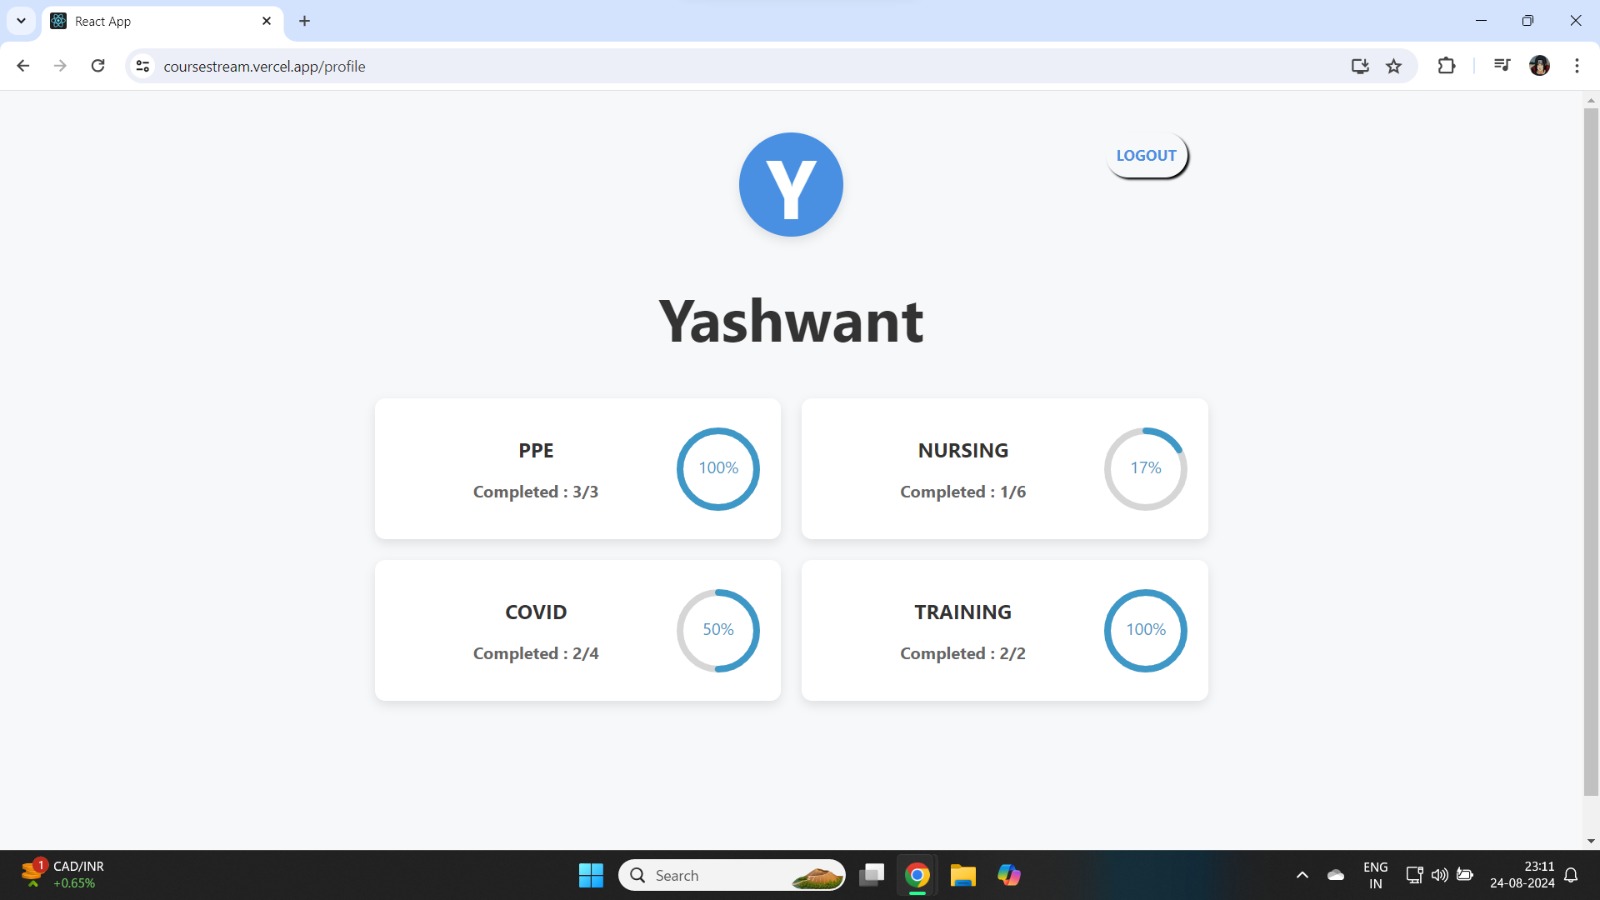 React App
coursestream.vercel.app/profile
Y
LOGOUT
Yashwant
PPE
Completed : 3/3
100%
NURSING
Completed : 1/6
17%
COVID
Completed : 2/4
50%
TRAINING
Completed : 2/2
100%
1
CAD/INR
+0.65%
Search
ENG
IN
23:11
24-08-2024